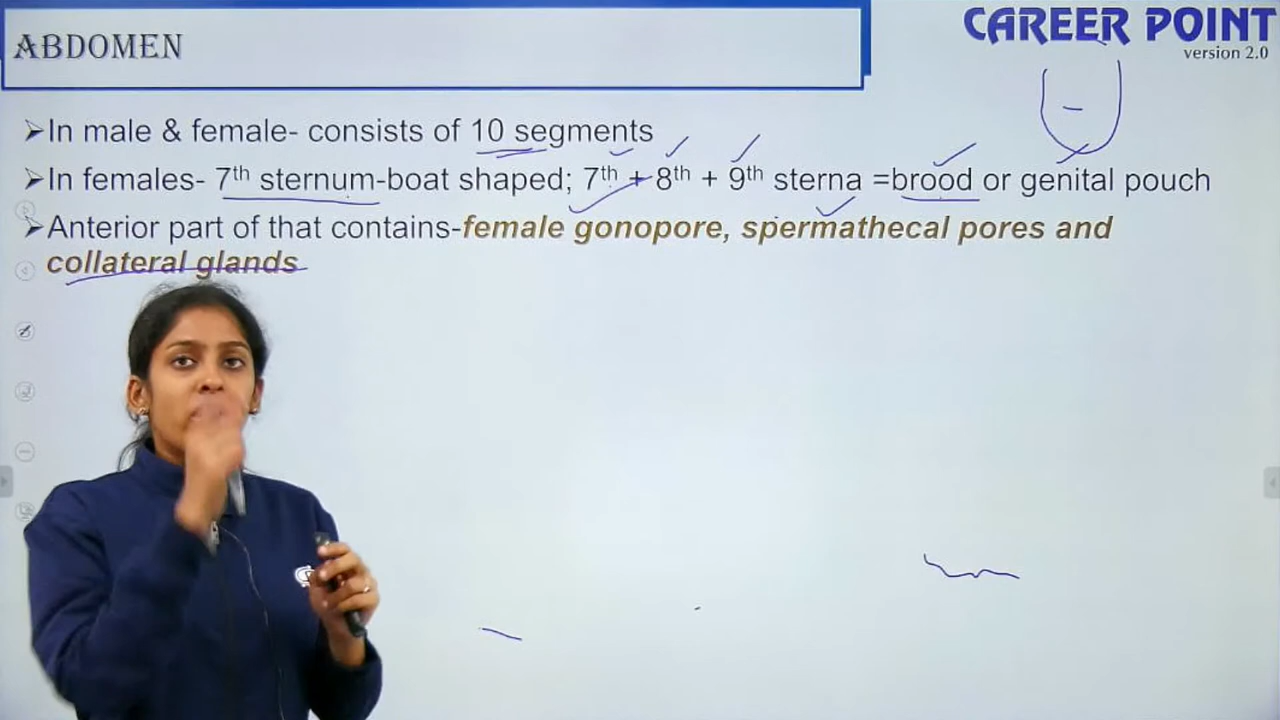 ABDOMEN
CAREER POINT
version 2.0
➢In male & female- consists of 10 segments
➢In females- 7th sternum-boat shaped; 7th + 8th + 9th sterna =brood or genital pouch
➢Anterior part of that contains-female gonopore, spermathecal pores and
collateral glands